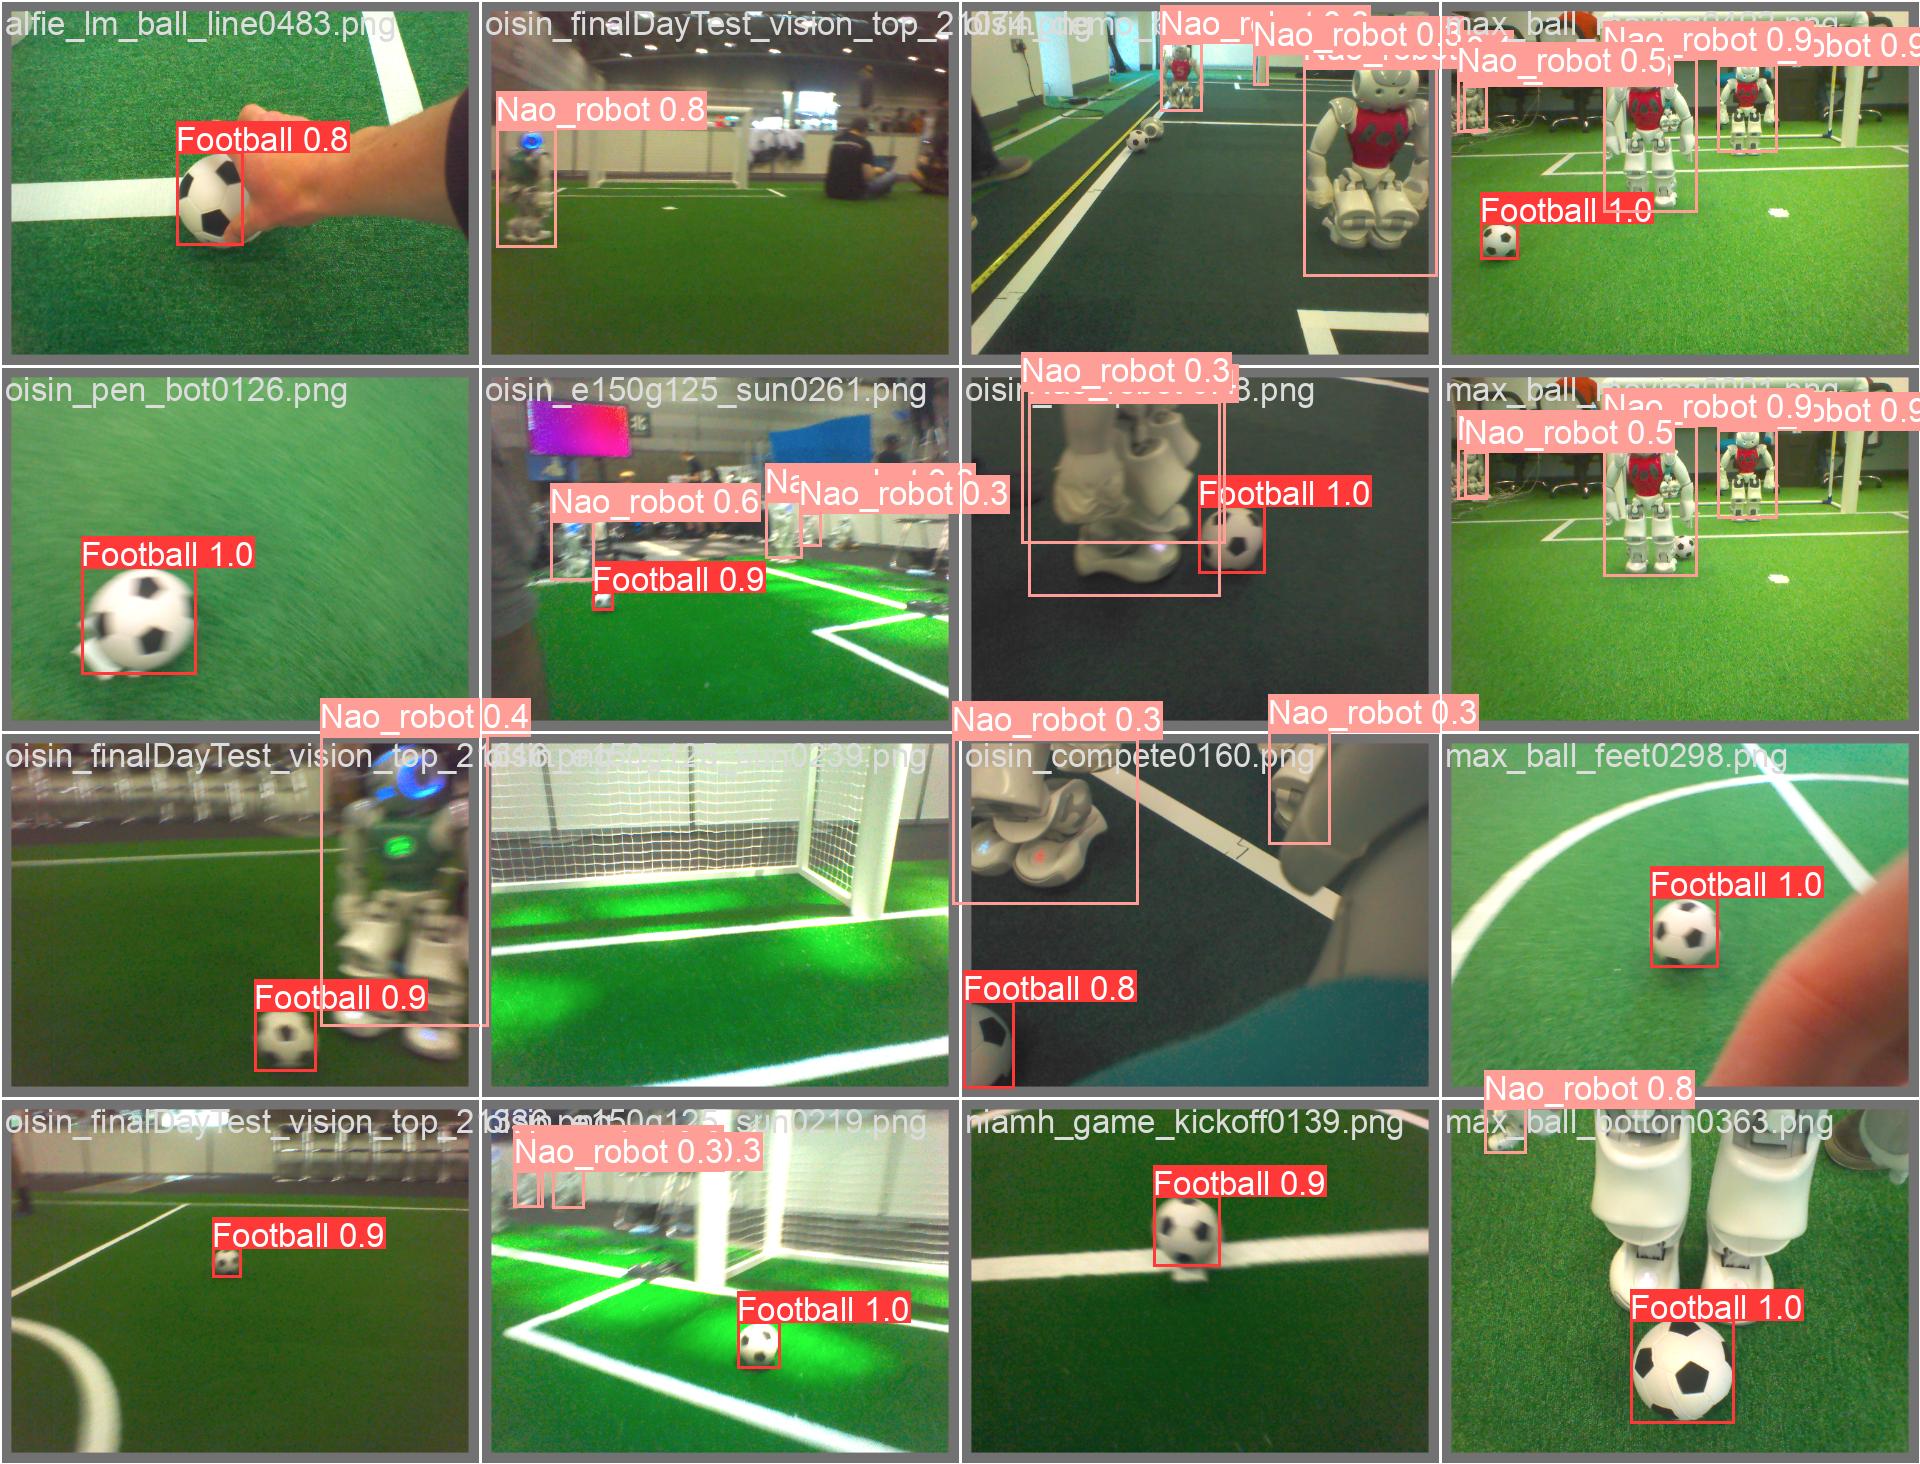 alfie_lm_ball_line0483.png
Football 0.8
oisin_finalDayTest_vision_top_21
Nao_robot 0.8
Nao_robot 0.3
Nao_robot 0.9
Nao_robot 0.5
Football 1.0
oisin_pen_bot0126.png
Football 1.0
oisin_e150g125_sun0261.png
Nao_robot 0.6
Nao_robot 0.3
Football 0.9
Nao_robot 0.3
Football 1.0
Nao_robot 0.9
Nao_robot 0.5
oisin_finalDayTest_vision_top_21
Nao_robot 0.4
Football 0.9
Nao_robot 0.3
oisin_compete0160.png
Nao_robot 0.3
Football 0.8
max_ball_feet0298.png
Football 1.0
oisin_finalDayTest_vision_top_21
Football 0.9
Nao_robot 0.3
Football 1.0
niamh_game_kickoff0139.png
Football 0.9
Nao_robot 0.8
max_ball_bottom0363.png
Football 1.0